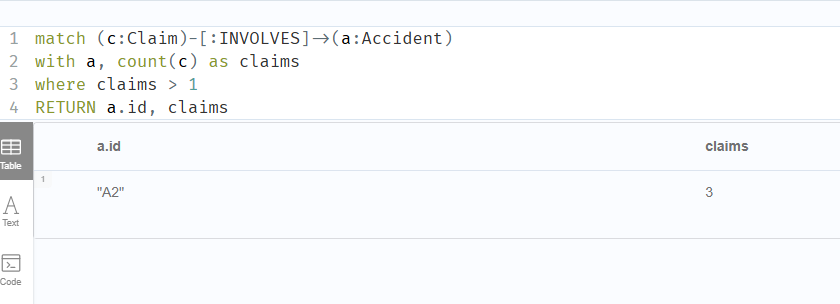 1 match (c:Claim)-[:INVOLVES]->(a:Accident)
2 with a, count(c) as claims
3 where claims > 1
4 RETURN a.id, claims
a.id claims
Table
1
"A2" 3
A
Text
>_
Code